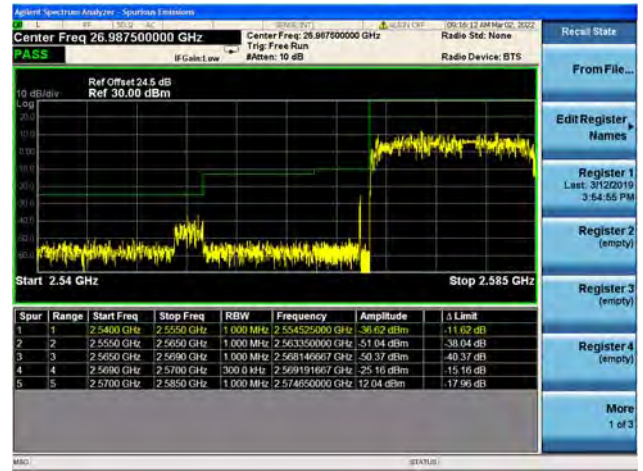 Agilent Spectrum Analyzer - Spurious Emissions
09:16:12 AM Mar 02, 2022
Center Freq 26.987500000 GHz
Center Freq: 26.987500000 GHz
Radio Std: None
Trig: Free Run
PASS
IFGain:Low
#Atten: 10 dB
Radio Device: BTS
Ref Offset 24.5 dB
10 dB/div
Ref 30.00 dBm
Log
20.0
10.0
0.00
Start 2.54 GHz
Stop 2.585 GHz
Spur Range Start Freq Stop Freq RBW Frequency Amplitude Δ Limit
1 1 2.5400 GHz 2.5550 GHz 1.000 MHz 2.554525000 GHz -36.62 dBm -11.62 dB
2 2 2.5550 GHz 2.5650 GHz 1.000 MHz 2.563350000 GHz -51.04 dBm -38.04 dB
3 3 2.5650 GHz 2.5690 GHz 1.000 MHz 2.568146667 GHz -50.37 dBm -40.37 dB
4 4 2.5690 GHz 2.5700 GHz 300.0 kHz 2.569191667 GHz -25.16 dBm -15.16 dB
5 5 2.5700 GHz 2.5850 GHz 1.000 MHz 2.574650000 GHz 12.04 dBm -17.96 dB
MSG
STATUS
Recall State
From File...
Edit Register
Names
Register 1
Last: 3/12/2019
3:54:55 PM
Register 2
(empty)
Register 3
(empty)
Register 4
(empty)
More
1 of 3